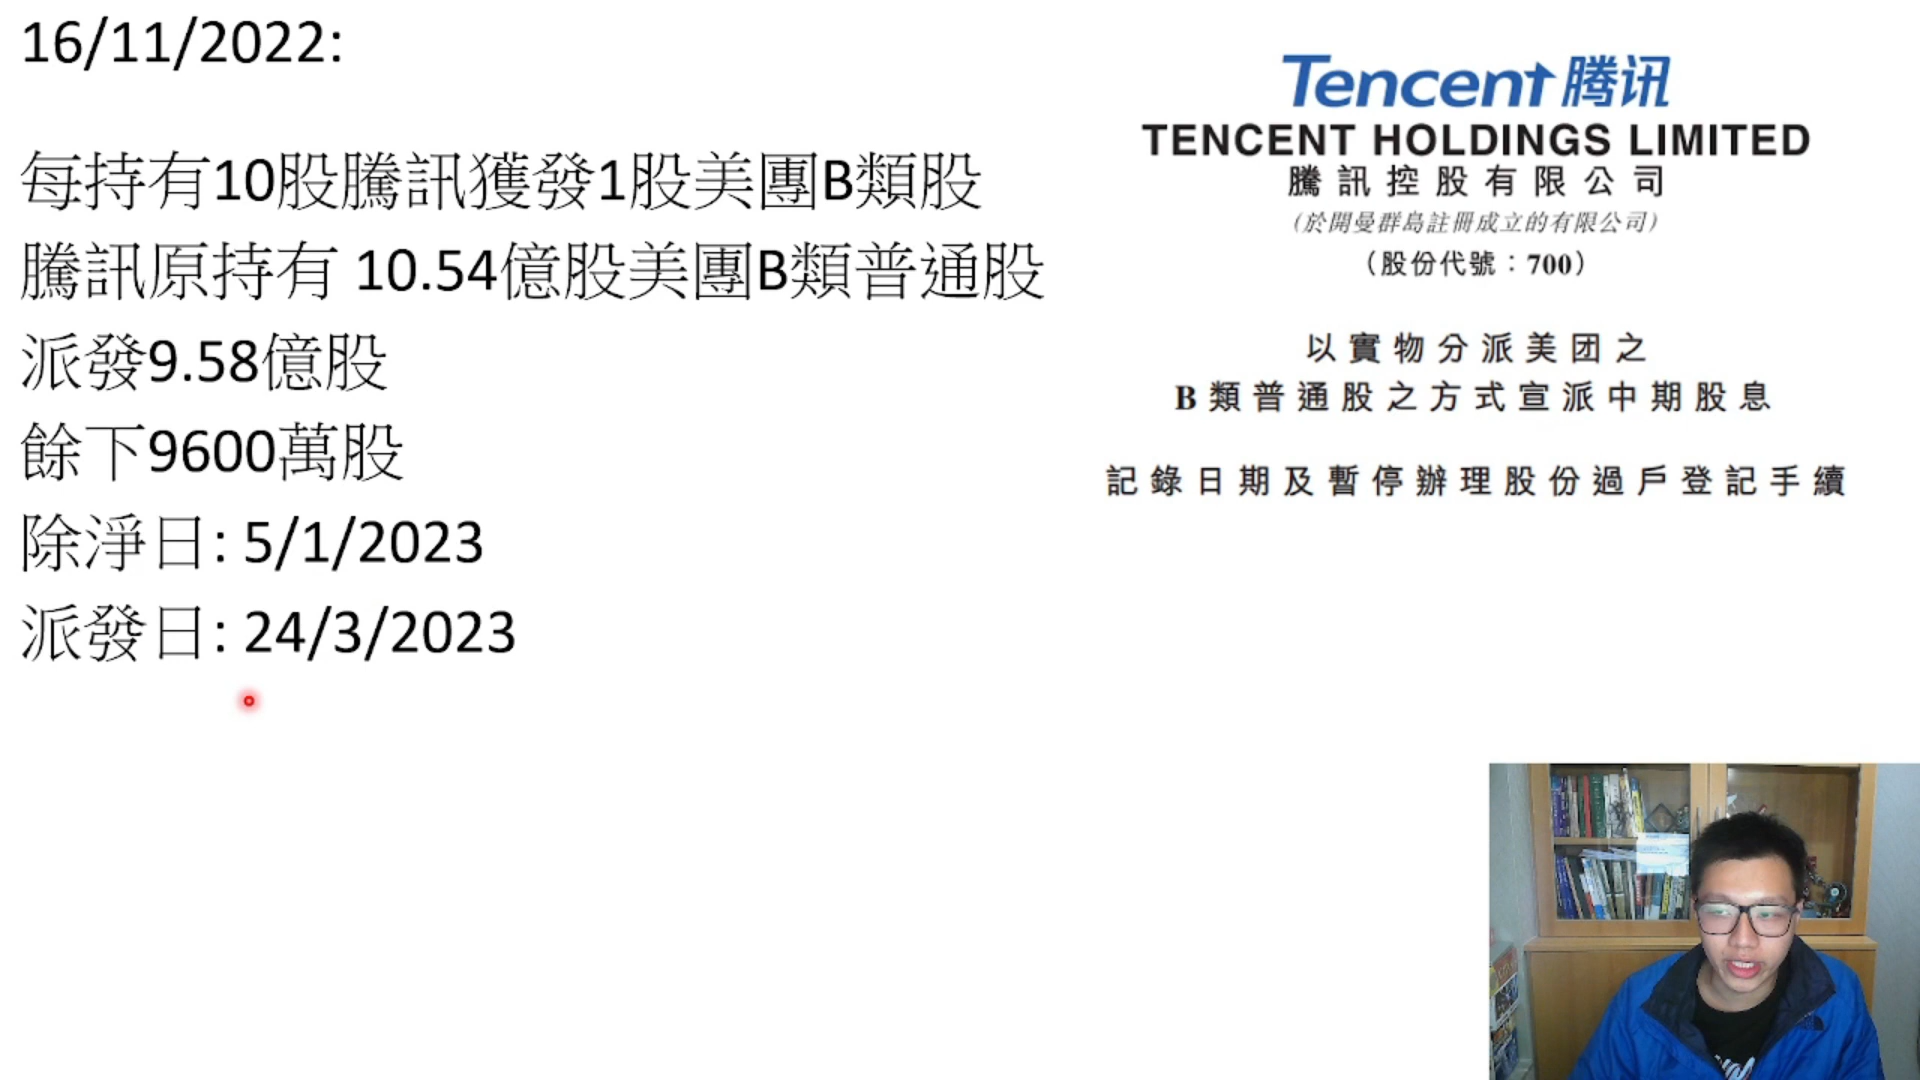 16/11/2022:
每持有10股騰訊獲發1股美團B類股
騰訊原持有 10.54億股美團B類普通股
派發9.58億股
餘下9600萬股
除淨日: 5/1/2023
派發日: 24/3/2023
Tencent 腾讯
TENCENT HOLDINGS LIMITED
騰訊控股有限公司
(於開曼群島註冊成立的有限公司)
(股份代號：700)
以實物分派美团之
B類普通股之方式宣派中期股息
記錄日期及暫停辦理股份過戶登記手續